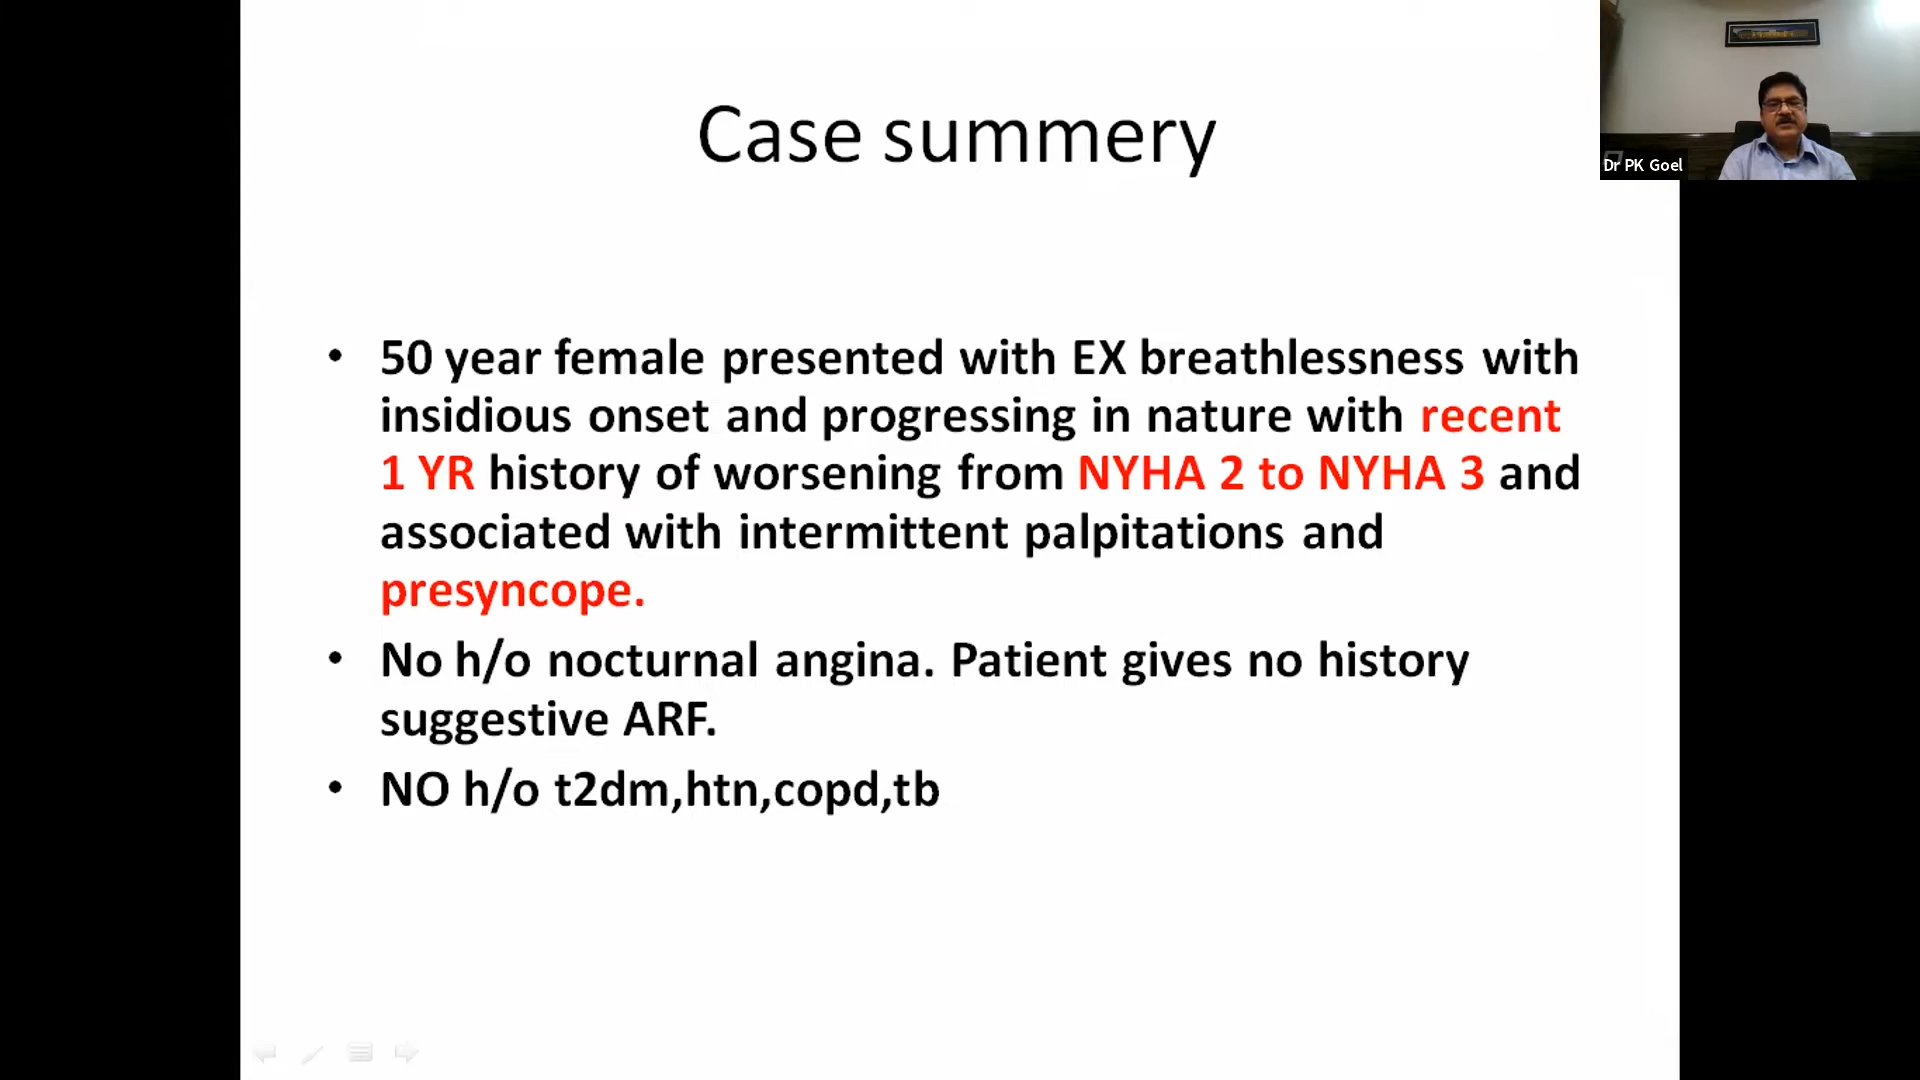 Case summery
Dr PK Goel
• 50 year female presented with EX breathlessness with
insidious onset and progressing in nature with recent
1 YR history of worsening from NYHA 2 to NYHA 3 and
associated with intermittent palpitations and
presyncope.
• No h/o nocturnal angina. Patient gives no history
suggestive ARF.
• NO h/o t2dm,htn,copd,tb